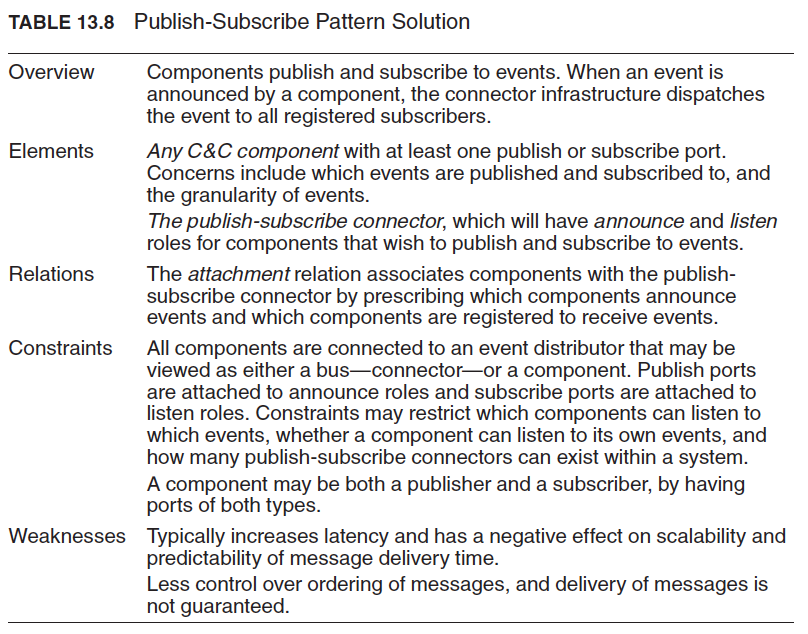 TABLE 13.8 Publish-Subscribe Pattern Solution
Overview Components publish and subscribe to events. When an event is
announced by a component, the connector infrastructure dispatches
the event to all registered subscribers.
Elements Any C&C component with at least one publish or subscribe port.
Concerns include which events are published and subscribed to, and
the granularity of events.
The publish-subscribe connector, which will have announce and listen
roles for components that wish to publish and subscribe to events.
Relations The attachment relation associates components with the publish-
subscribe connector by prescribing which components announce
events and which components are registered to receive events.
Constraints All components are connected to an event distributor that may be
viewed as either a bus—connector—or a component. Publish ports
are attached to announce roles and subscribe ports are attached to
listen roles. Constraints may restrict which components can listen to
which events, whether a component can listen to its own events, and
how many publish-subscribe connectors can exist within a system.
A component may be both a publisher and a subscriber, by having
ports of both types.
Weaknesses Typically increases latency and has a negative effect on scalability and
predictability of message delivery time.
Less control over ordering of messages, and delivery of messages is
not guaranteed.